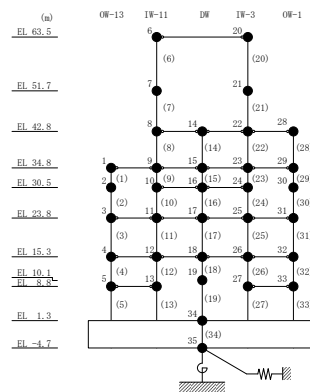 (m) OW-13 IW-11 DW IW-3 OW-1
EL 63.5 6 20
(6) (20)
EL 51.7 7 21
(7) (21)
EL 42.8 8 14 22 28
(8) (14) (22) (28)
EL 34.8 1 9 15 23 29
(1) (9) (15) (23) (29)
EL 30.5 2 10 16 24 30
(2) (10) (16) (24) (30)
EL 23.8 3 11 17 25 31
(3) (11) (17) (25) (31)
EL 15.3 4 12 18 26 32
(4) (12) (18) (26) (32)
EL 10.1 19
EL 8.8 5 13 27 33
(5) (13) (19) (27) (33)
EL 1.3 34
(34)
EL -4.7 35